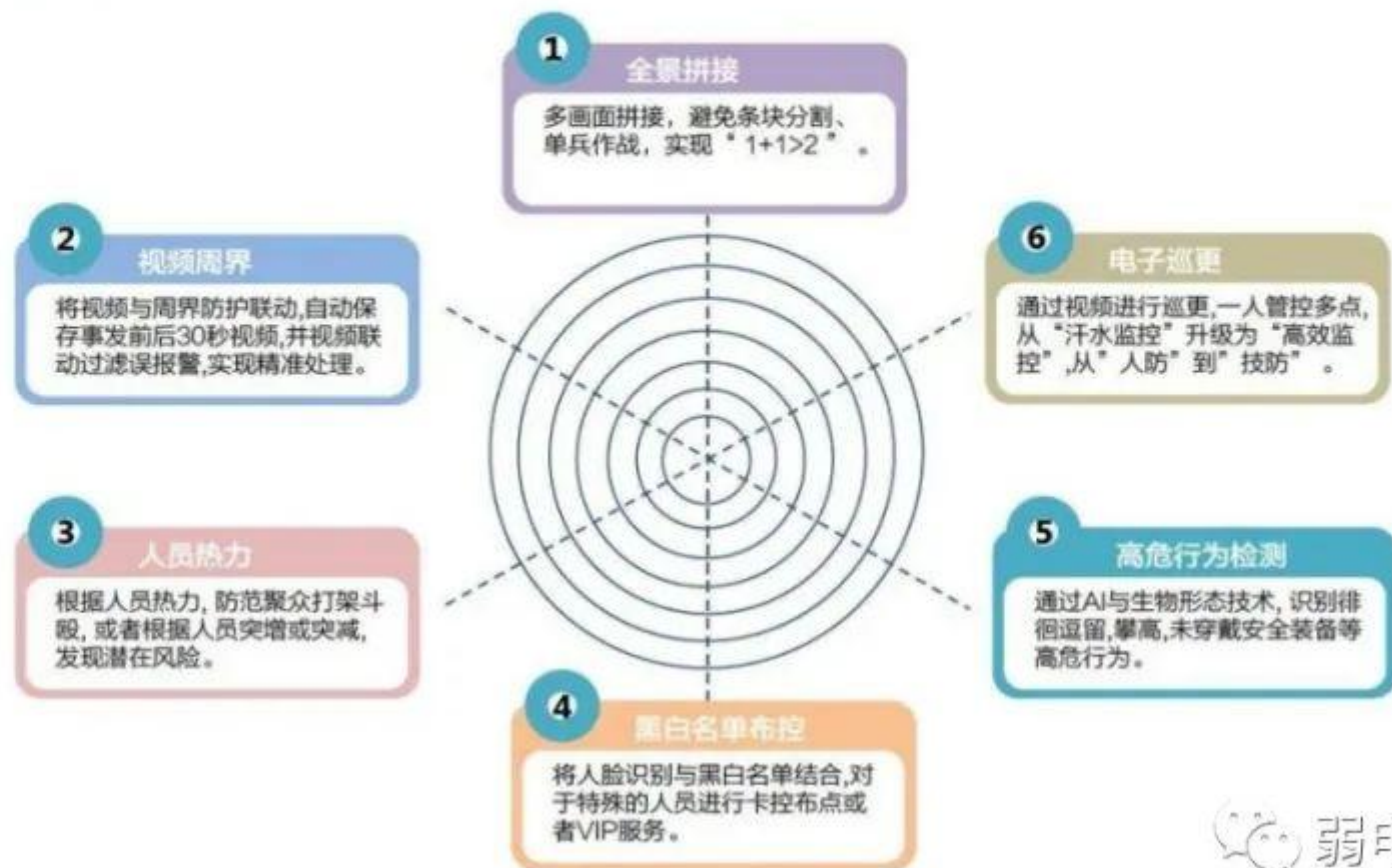 1
全景拼接
多画面拼接，避免条块分割、
单兵作战，实现“1+1>2”。
2
视频周界
将视频与周界防护联动,自动保
存事发前后30秒视频,并视频联
动过滤误报警,实现精准处理。
3
人员热力
根据人员热力, 防范聚众打架斗
殴, 或者根据人员突增或突减,
发现潜在风险。
4
黑白名单布控
将人脸识别与黑白名单结合,对
于特殊的人员进行卡控布点或
者VIP服务。
5
高危行为检测
通过AI与生物形态技术, 识别徘
徊逗留,攀高,未穿戴安全装备等
高危行为。
6
电子巡更
通过视频进行巡更,一人管控多点,
从“汗水监控”升级为“高效监
控”,从”人防”到”技防”。
弱